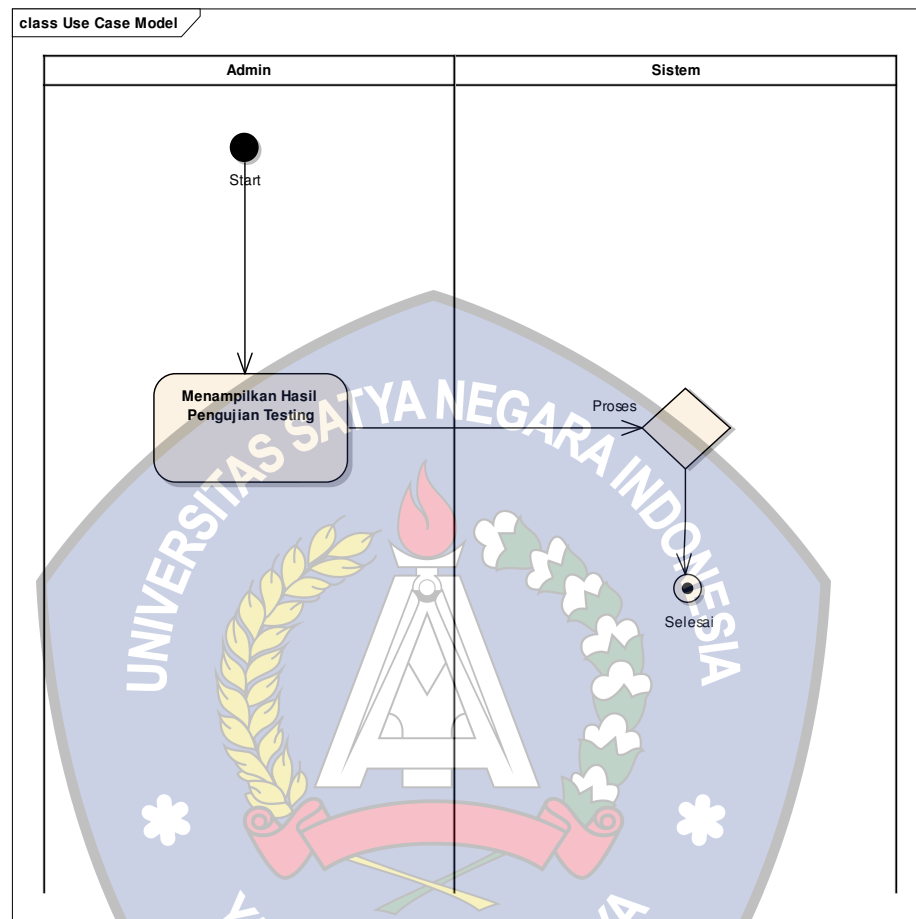 class Use Case Model
Admin
Sistem
Start
Menampilkan Hasil
Pengujian Testing
Proses
Selesai
UNIVERSITAS SATYA NEGARA INDONESIA